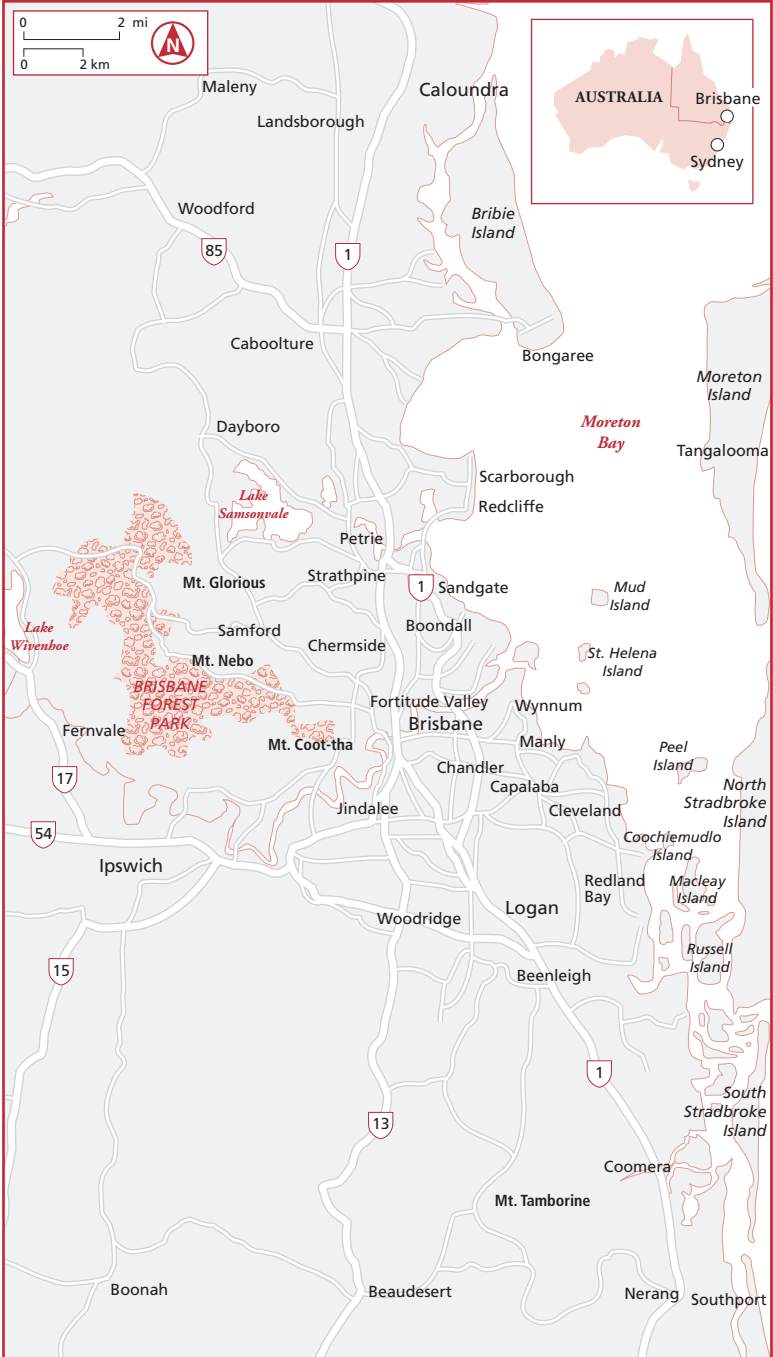 0 2 mi
N
0 2 km
Maleny
Caloundra
Landsborough
AUSTRALIA
Brisbane
Sydney
Woodford
Bribie
Island
85
1
Caboolture
Bongaree
Moreton
Island
Dayboro
Moreton
Bay
Tangalooma
Scarborough
Lake
Samsonvale
Redcliffe
Petrie
Strathpine
Mt. Glorious
1
Sandgate
Mud
Island
Lake
Wivenhoe
Samford
Boondall
Chermside
St. Helena
Island
Mt. Nebo
BRISBANE
FOREST
PARK
Fortitude Valley
Wynnum
Brisbane
Fernvale
Mt. Coot-tha
Manly
Peel
Island
Chandler
17
Capalaba
North
Stradbroke
Island
Jindalee
Cleveland
54
Coochiemudlo
Island
Ipswich
Redland
Bay
Macleay
Island
Logan
Woodridge
Russell
Island
15
Beenleigh
1
South
Stradbroke
Island
13
Coomera
Mt. Tamborine
Boonah
Beaudesert
Nerang
Southport